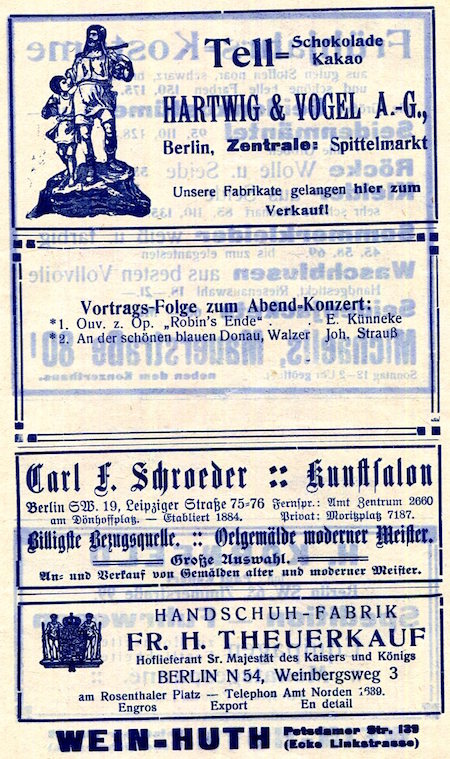 Tell= Schokolade
Kakao
HARTWIG & VOGEL A.-G.,
Berlin, Zentrale: Spittelmarkt
Unsere Fabrikate gelangen hier zum
Verkauf!
Vortrags-Folge zum Abend-Konzert:
*1. Ouv. z. Op. „Robin's Ende“ . . E. Künneke
*2. An der schönen blauen Donau, Walzer Joh. Strauß
Carl F. Schroeder :: Kunstsalon
Berlin SW. 19, Leipziger Straße 75-76 Fernspr.: Amt Zentrum 2660
am Dönhoffplatz. — Etabliert 1884. Privat: Moritzplatz 7187.
Billigste Bezugsquelle. :: Oelgemälde moderner Meister.
Große Auswahl.
An- und Verkauf von Gemälden alter und moderner Meister.
HANDSCHUH-FABRIK
FR. H. THEUERKAUF
Hoflieferant Sr. Majestät des Kaisers und Königs
BERLIN N 54, Weinbergsweg 3
am Rosenthaler Platz — Telephon Amt Norden 1639.
Engros Export En detail
WEIN-HUTH Potsdamer Str. 139
(Ecke Linkstrasse)